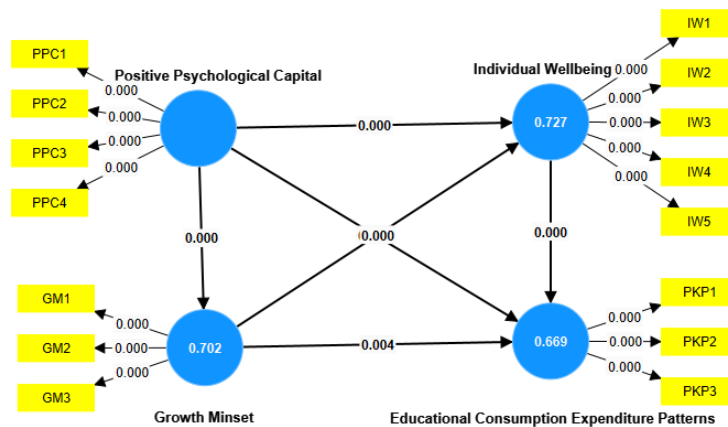 PPC1
PPC2
PPC3
PPC4
0.000
0.000
0.000
0.000
Positive Psychological Capital
Individual Wellbeing
0.727
IW1
IW2
IW3
IW4
IW5
0.000
0.000
0.000
0.000
0.000
0.000
0.000
0.000
0.000
GM1
GM2
GM3
0.000
0.000
0.000
0.702
Growth Minset
0.004
0.669
Educational Consumption Expenditure Patterns
0.000
0.000
0.000
PKP1
PKP2
PKP3